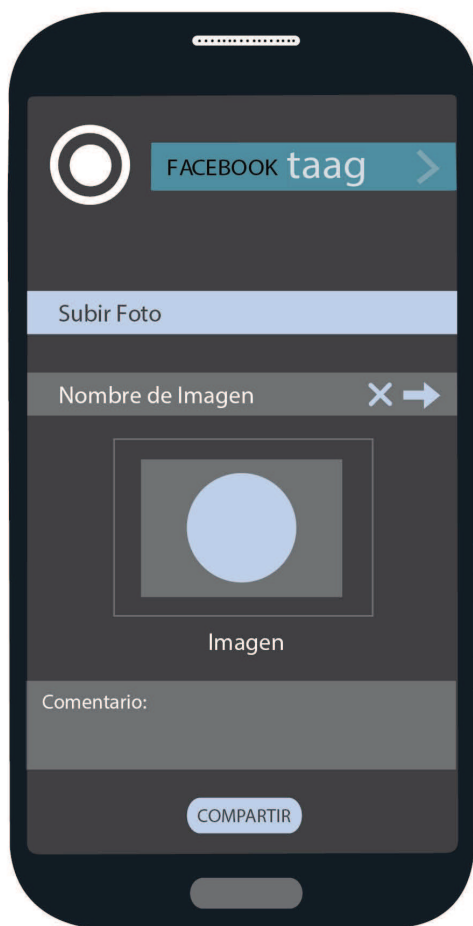 FACEBOOK taag
Subir Foto
Nombre de Imagen
Imagen
Comentario:
COMPARTIR